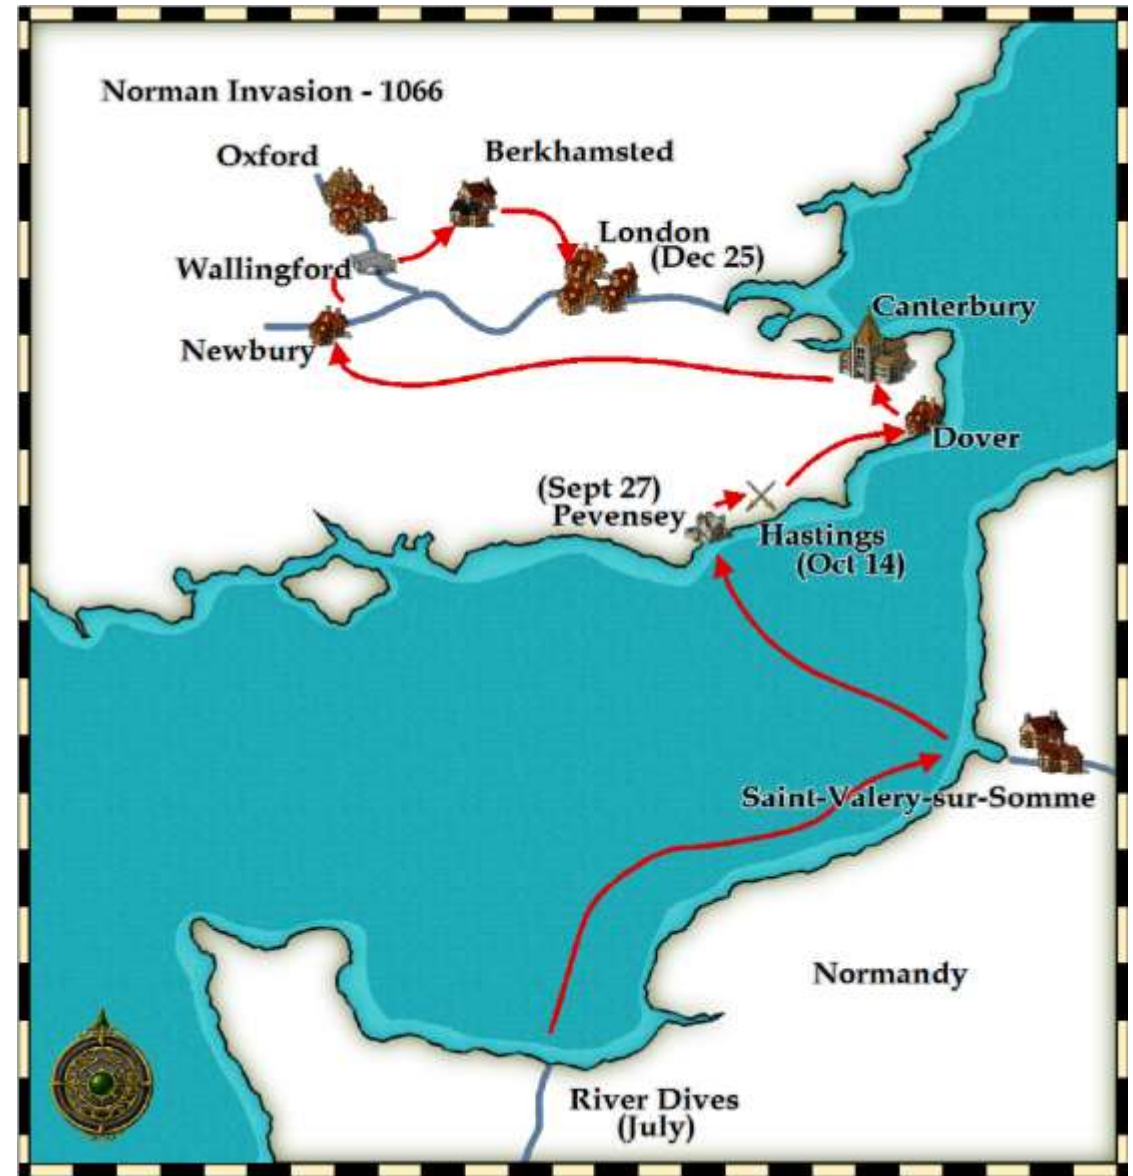 Norman Invasion - 1066
Oxford
Berkhamsted
London
(Dec 25)
Wallingford
Canterbury
Newbury
Dover
(Sept 27)
Pevensey
Hastings
(Oct 14)
Saint-Valery-sur-Somme
Normandy
River Dives
(July)